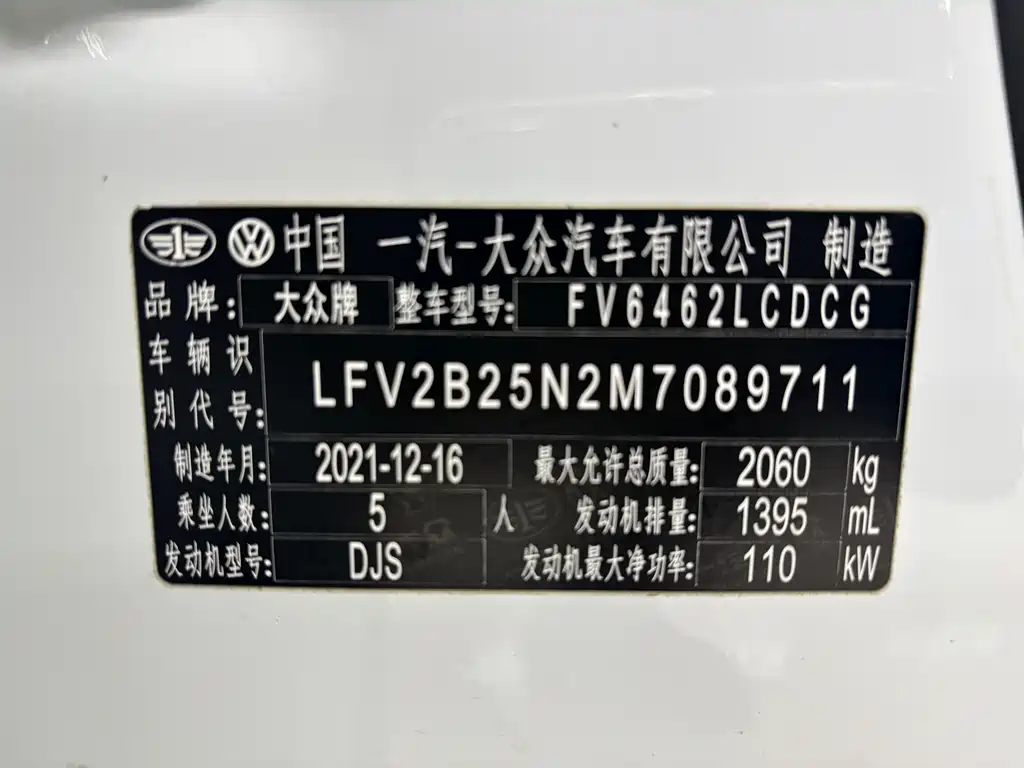 中国 一汽-大众汽车有限公司 制造
品牌: 大众牌 整车型号: FV6462LCDCG
车辆识别代号: LFV2B25N2M7089711
制造年月: 2021-12-16 最大允许总质量: 2060 kg
乘坐人数: 5 人 发动机排量: 1395 mL
发动机型号: DJS 发动机最大净功率: 110 kW